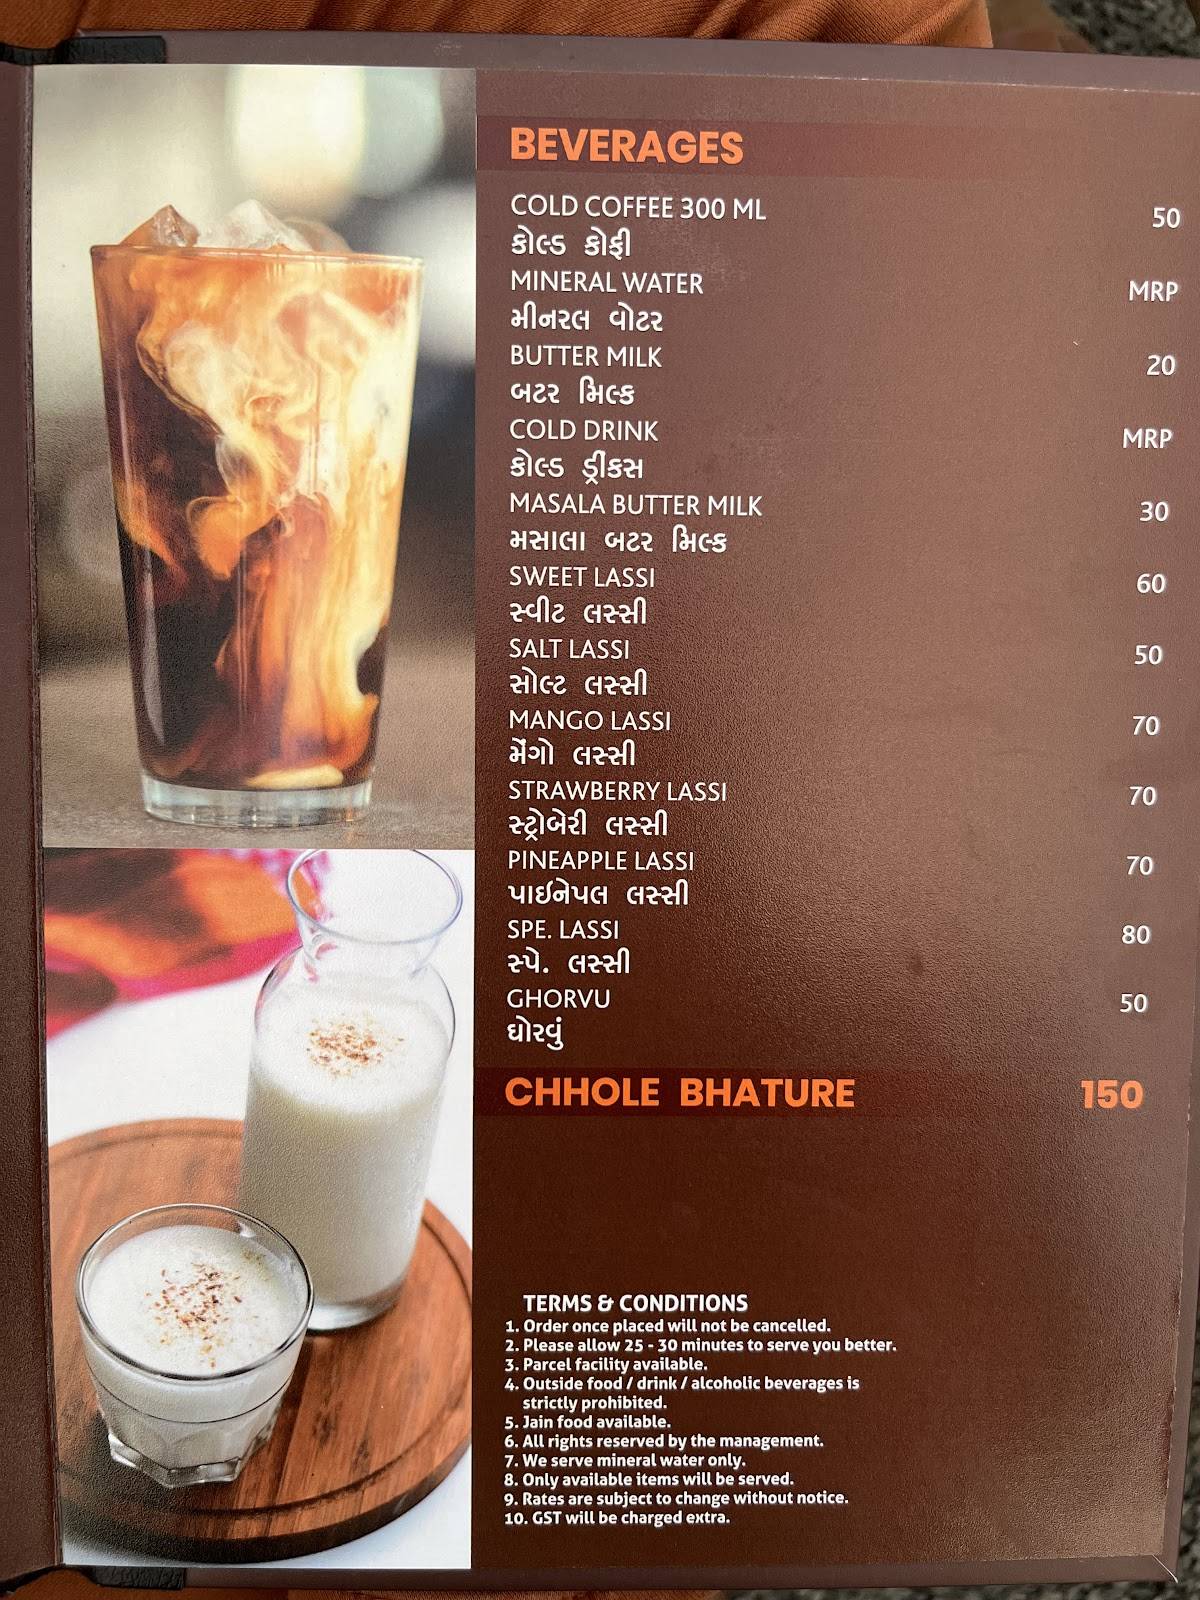 BEVERAGES
COLD COFFEE 300 ML 50
કોલ્ડ કોફી
MINERAL WATER MRP
મીનરલ વોટર
BUTTER MILK 20
બટર મિલ્ક
COLD DRINK MRP
કોલ્ડ ડ્રીંકસ
MASALA BUTTER MILK 30
મસાલા બટર મિલ્ક
SWEET LASSI 60
સ્વીટ લસ્સી
SALT LASSI 50
સોલ્ટ લસ્સી
MANGO LASSI 70
મેંગો લસ્સી
STRAWBERRY LASSI 70
સ્ટ્રોબેરી લસ્સી
PINEAPPLE LASSI 70
પાઈનેપલ લસ્સી
SPE. LASSI 80
સ્પે. લસ્સી
GHORVU 50
ઘોરવું
CHHOLE BHATURE 150
TERMS & CONDITIONS
1. Order once placed will not be cancelled.
2. Please allow 25 - 30 minutes to serve you better.
3. Parcel facility available.
4. Outside food / drink / alcoholic beverages is
strictly prohibited.
5. Jain food available.
6. All rights reserved by the management.
7. We serve mineral water only.
8. Only available items will be served.
9. Rates are subject to change without notice.
10. GST will be charged extra.